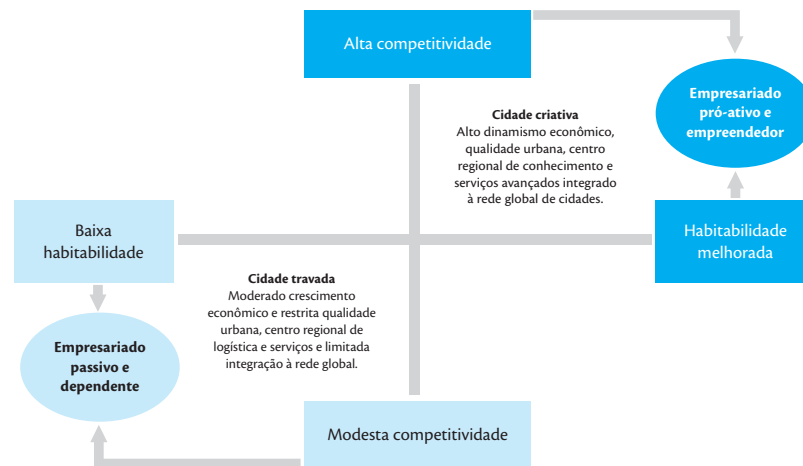 Alta competitividade
Empresariado
pró-ativo e
empreendedor
Cidade criativa
Alto dinamismo econômico,
qualidade urbana, centro
regional de conhecimento e
serviços avançados integrado
à rede global de cidades.
Baixa
habitabilidade
Habitabilidade
melhorada
Cidade travada
Moderado crescimento
econômico e restrita qualidade
urbana, centro regional de
logística e serviços e limitada
integração à rede global.
Empresariado
passivo e
dependente
Modesta competitividade